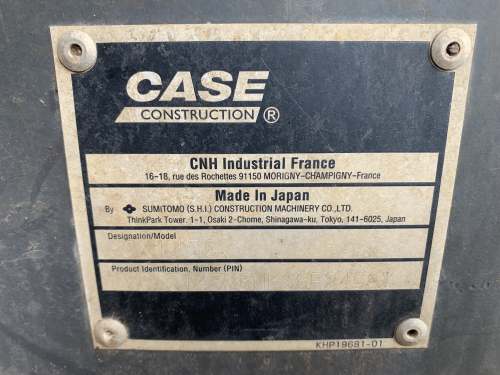 CASE
CONSTRUCTION ®
CNH Industrial France
16-18, rue des Rochettes 91150 MORIGNY-CHAMPIGNY-France
Made In Japan
By SUMITOMO (S.H.I.) CONSTRUCTION MACHINERY CO.,LTD.
ThinkPark Tower. 1-1, Osaki 2-Chome, Shinagawa-ku, Tokyo, 141-6025, Japan
Designation/Model
Product Identification, Number (PIN)
KHP19681-01